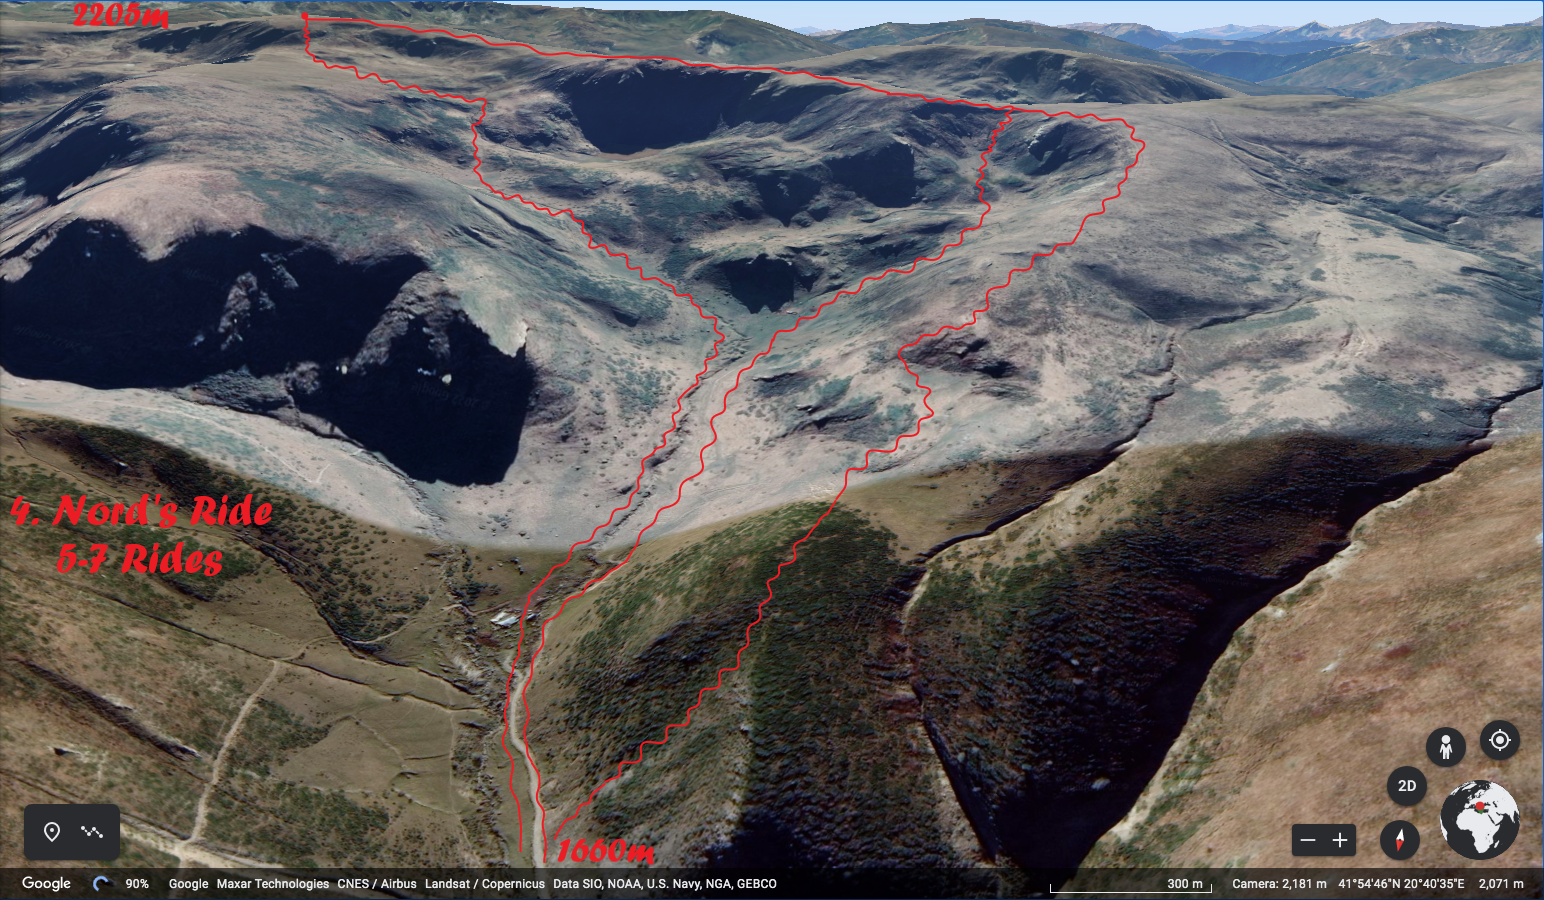 2205m
4. Nord's Ride
5-7 Rides
1660m
2D
300 m
Google 90% Google Maxar Technologies CNES / Airbus Landsat / Copernicus Data SIO, NOAA, U.S. Navy, NGA, GEBCO Camera: 2,181 m 41°54'46"N 20°40'35"E 2,071 m